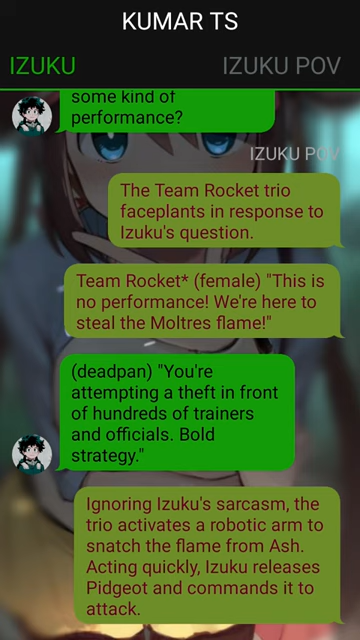 KUMAR TS
IZUKU
IZUKU POV
some kind of
performance?
IZUKU POV
The Team Rocket trio
faceplants in response to
Izuku's question.
Team Rocket* (female) "This is
no performance! We're here to
steal the Moltres flame!"
(deadpan) "You're
attempting a theft in front
of hundreds of trainers
and officials. Bold
strategy."
Ignoring Izuku's sarcasm, the
trio activates a robotic arm to
snatch the flame from Ash.
Acting quickly, Izuku releases
Pidgeot and commands it to
attack.